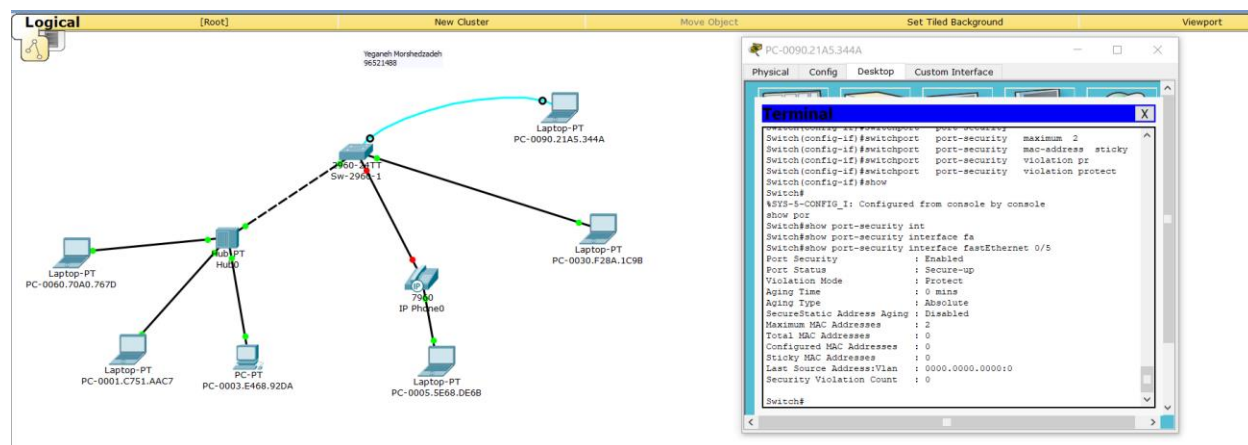 Logical [Root] New Cluster Move Object Set Tiled Background Viewport
Yeganeh Morshedzadeh
96521488
Laptop-PT
PC-0090.21A5.344A
2960-24TT
Sw-2960-1
Laptop-PT
PC-0030.F28A.1C9B
Hub-PT
Hub0
Laptop-PT
PC-0060.70A0.767D
7960
IP Phone0
IP
Laptop-PT
PC-0001.C751.AAC7
PC-PT
PC-0003.E468.92DA
Laptop-PT
PC-0005.5E68.DE6B
PC-0090.21A5.344A
Physical Config Desktop Custom Interface
Terminal X
Switch(config-if)#switchport port-security
Switch(config-if)#switchport port-security maximum 2
Switch(config-if)#switchport port-security mac-address sticky
Switch(config-if)#switchport port-security violation pr
Switch(config-if)#switchport port-security violation protect
Switch(config-if)#show
Switch#
%SYS-5-CONFIG_I: Configured from console by console
show por
Switch#show port-security int
Switch#show port-security interface fa
Switch#show port-security interface fastEthernet 0/5
Port Security : Enabled
Port Status : Secure-up
Violation Mode : Protect
Aging Time : 0 mins
Aging Type : Absolute
SecureStatic Address Aging : Disabled
Maximum MAC Addresses : 2
Total MAC Addresses : 0
Configured MAC Addresses : 0
Sticky MAC Addresses : 0
Last Source Address:Vlan : 0000.0000.0000:0
Security Violation Count : 0
Switch#